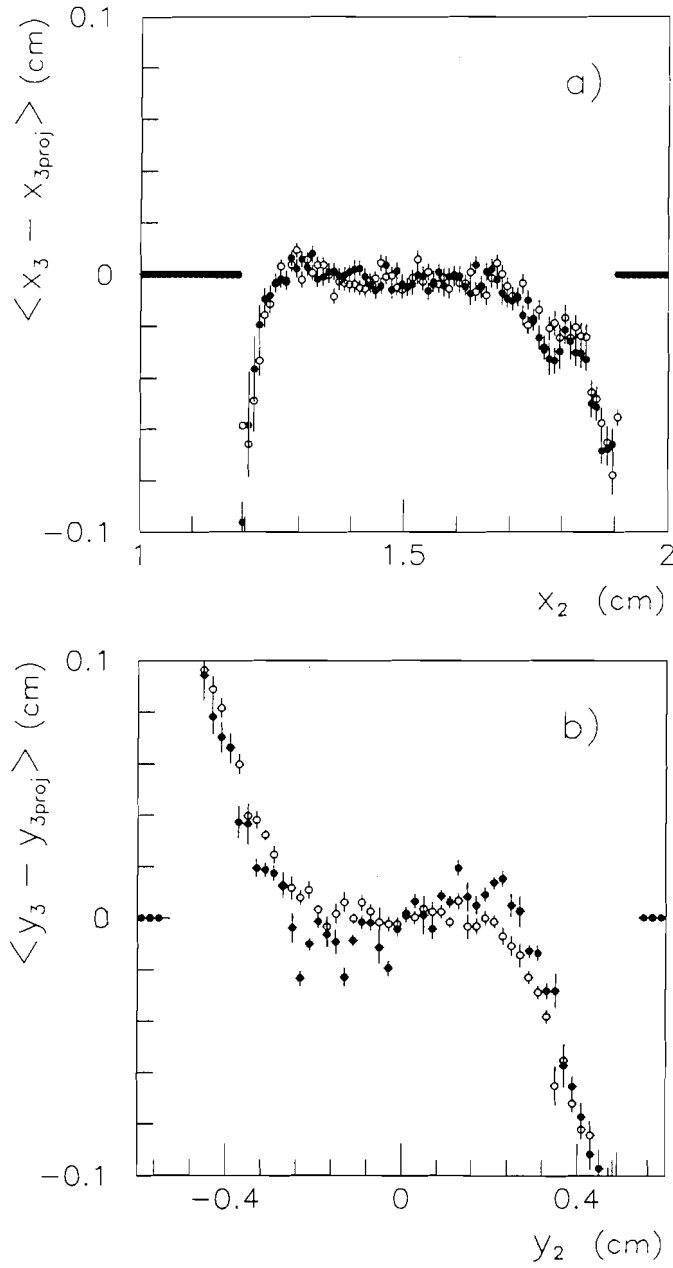 0.1
<x₃ − x₃proj> (cm)
a)
0
−0.1
1
1.5
2
x₂ (cm)
0.1
<y₃ − y₃proj> (cm)
b)
0
−0.1
−0.4
0
0.4
y₂ (cm)